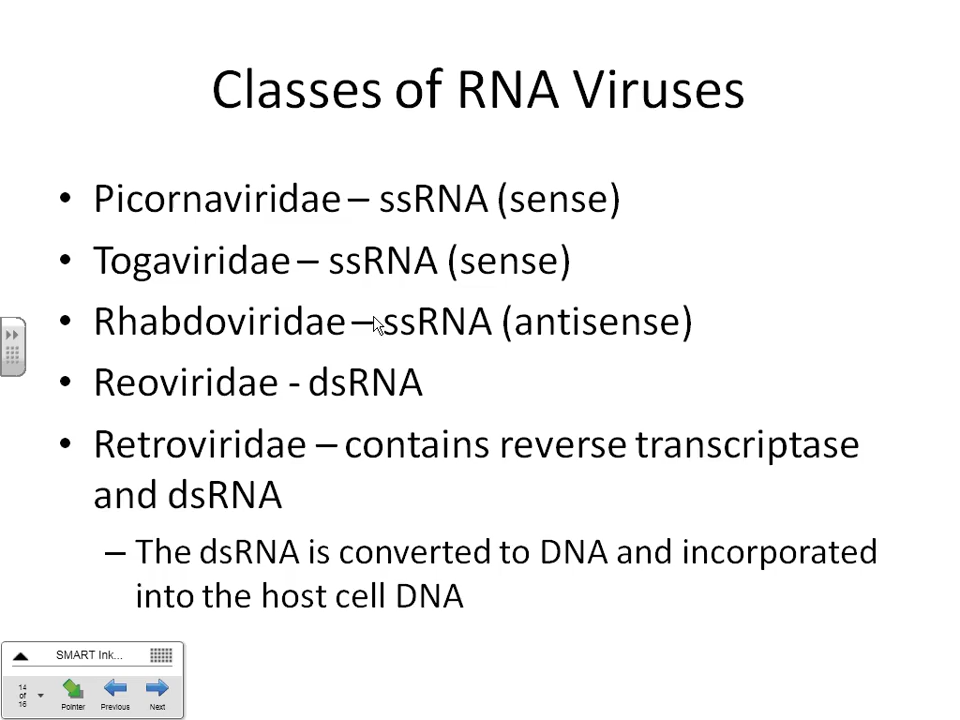 Classes of RNA Viruses
• Picornaviridae – ssRNA (sense)
• Togaviridae – ssRNA (sense)
• Rhabdoviridae – ssRNA (antisense)
• Reoviridae - dsRNA
• Retroviridae – contains reverse transcriptase
and dsRNA
– The dsRNA is converted to DNA and incorporated
into the host cell DNA
SMART Ink...
14
of
16
Pointer Previous Next